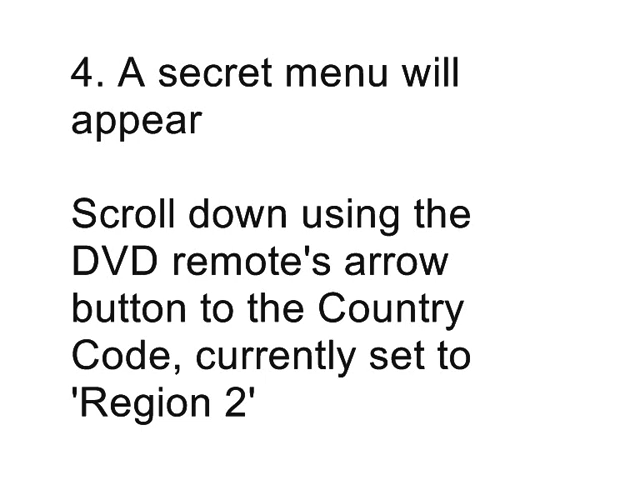 4. A secret menu will
appear
Scroll down using the
DVD remote's arrow
button to the Country
Code, currently set to
'Region 2'